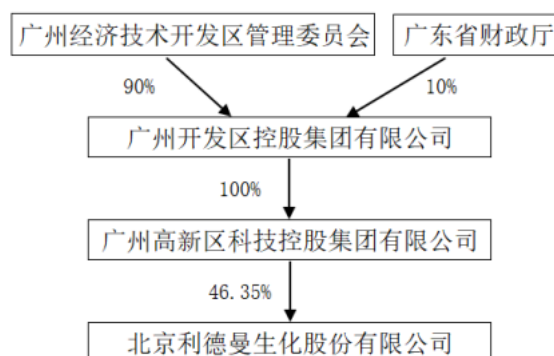 广州经济技术开发区管理委员会
广东省财政厅
90%
10%
广州开发区控股集团有限公司
100%
广州高新区科技控股集团有限公司
46.35%
北京利德曼生化股份有限公司